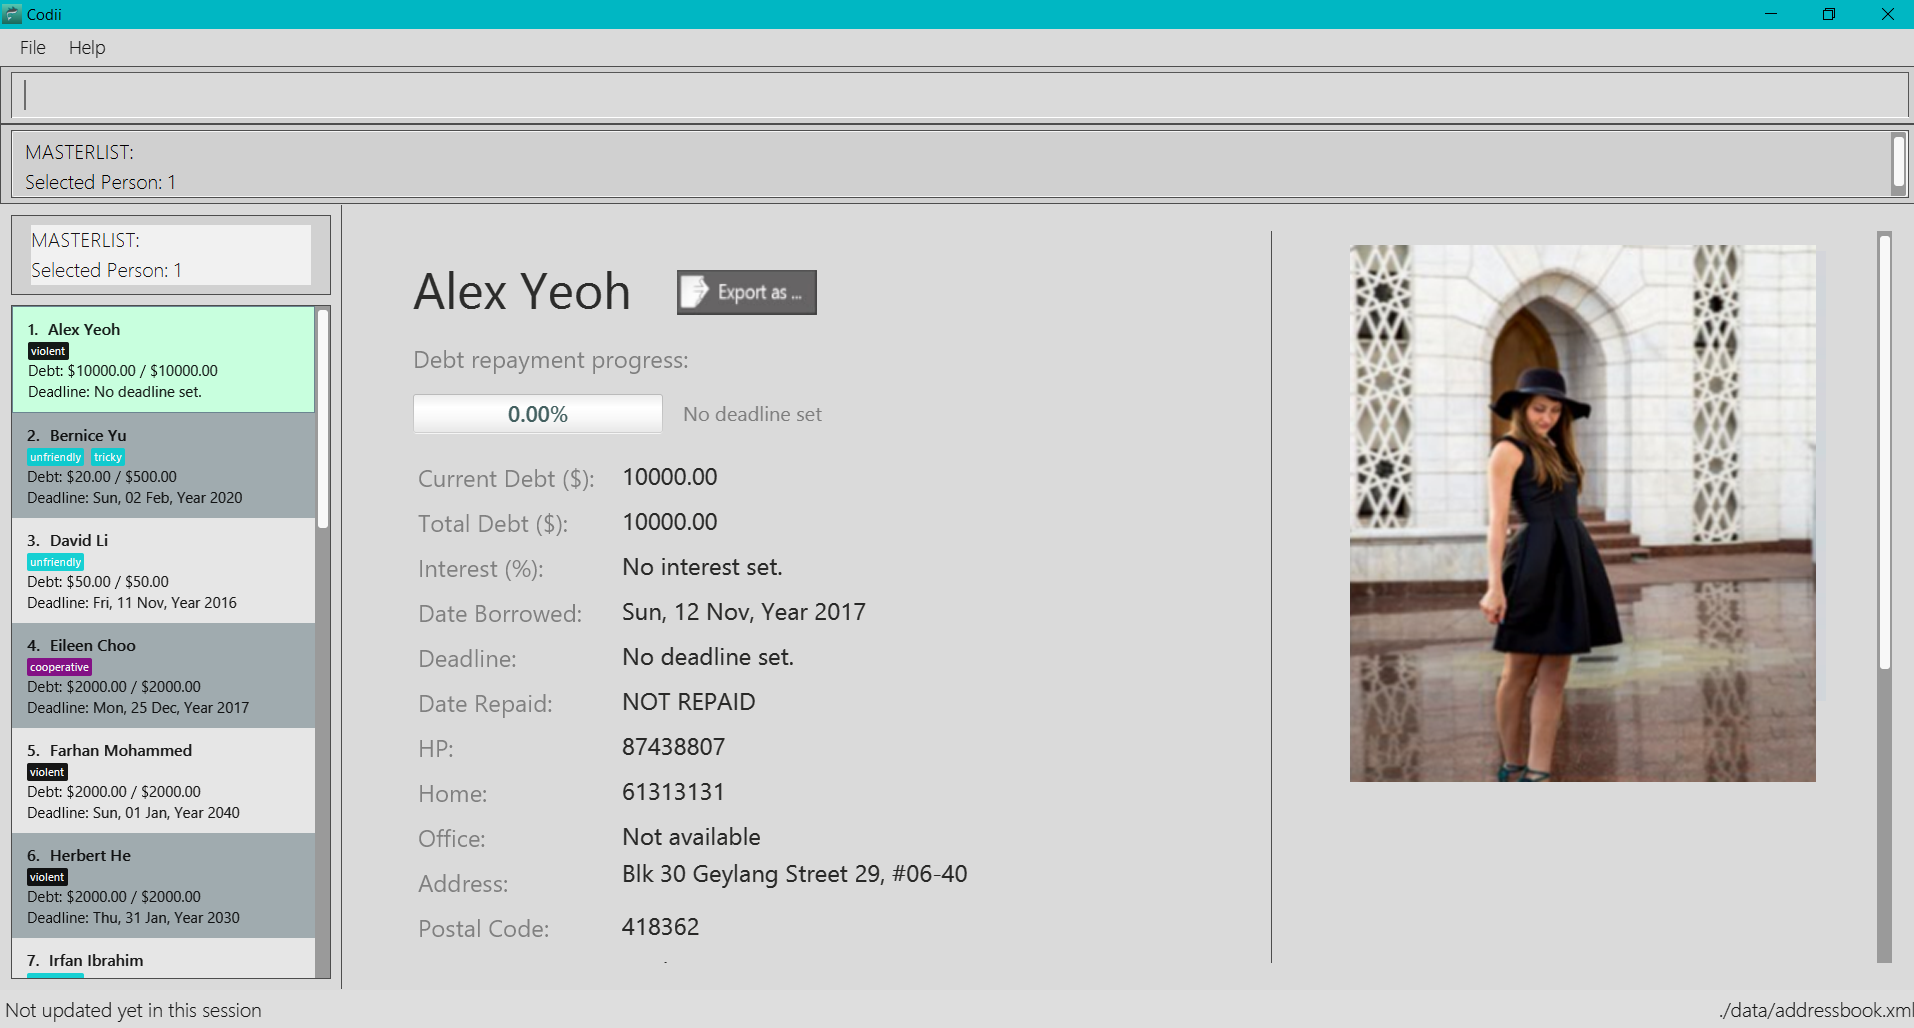 Codii
File Help
MASTERLIST:
Selected Person: 1
MASTERLIST:
Selected Person: 1
1. Alex Yeoh
violent
Debt: $10000.00 / $10000.00
Deadline: No deadline set.
2. Bernice Yu
unfriendly tricky
Debt: $20.00 / $500.00
Deadline: Sun, 02 Feb, Year 2020
3. David Li
unfriendly
Debt: $50.00 / $50.00
Deadline: Fri, 11 Nov, Year 2016
4. Eileen Choo
cooperative
Debt: $2000.00 / $2000.00
Deadline: Mon, 25 Dec, Year 2017
5. Farhan Mohammed
violent
Debt: $2000.00 / $2000.00
Deadline: Sun, 01 Jan, Year 2040
6. Herbert He
violent
Debt: $2000.00 / $2000.00
Deadline: Thu, 31 Jan, Year 2030
7. Irfan Ibrahim
Alex Yeoh
Export as ...
Debt repayment progress:
0.00% No deadline set
Current Debt ($): 10000.00
Total Debt ($): 10000.00
Interest (%): No interest set.
Date Borrowed: Sun, 12 Nov, Year 2017
Deadline: No deadline set.
Date Repaid: NOT REPAID
HP: 87438807
Home: 61313131
Office: Not available
Address: Blk 30 Geylang Street 29, #06-40
Postal Code: 418362
Not updated yet in this session
./data/addressbook.xml